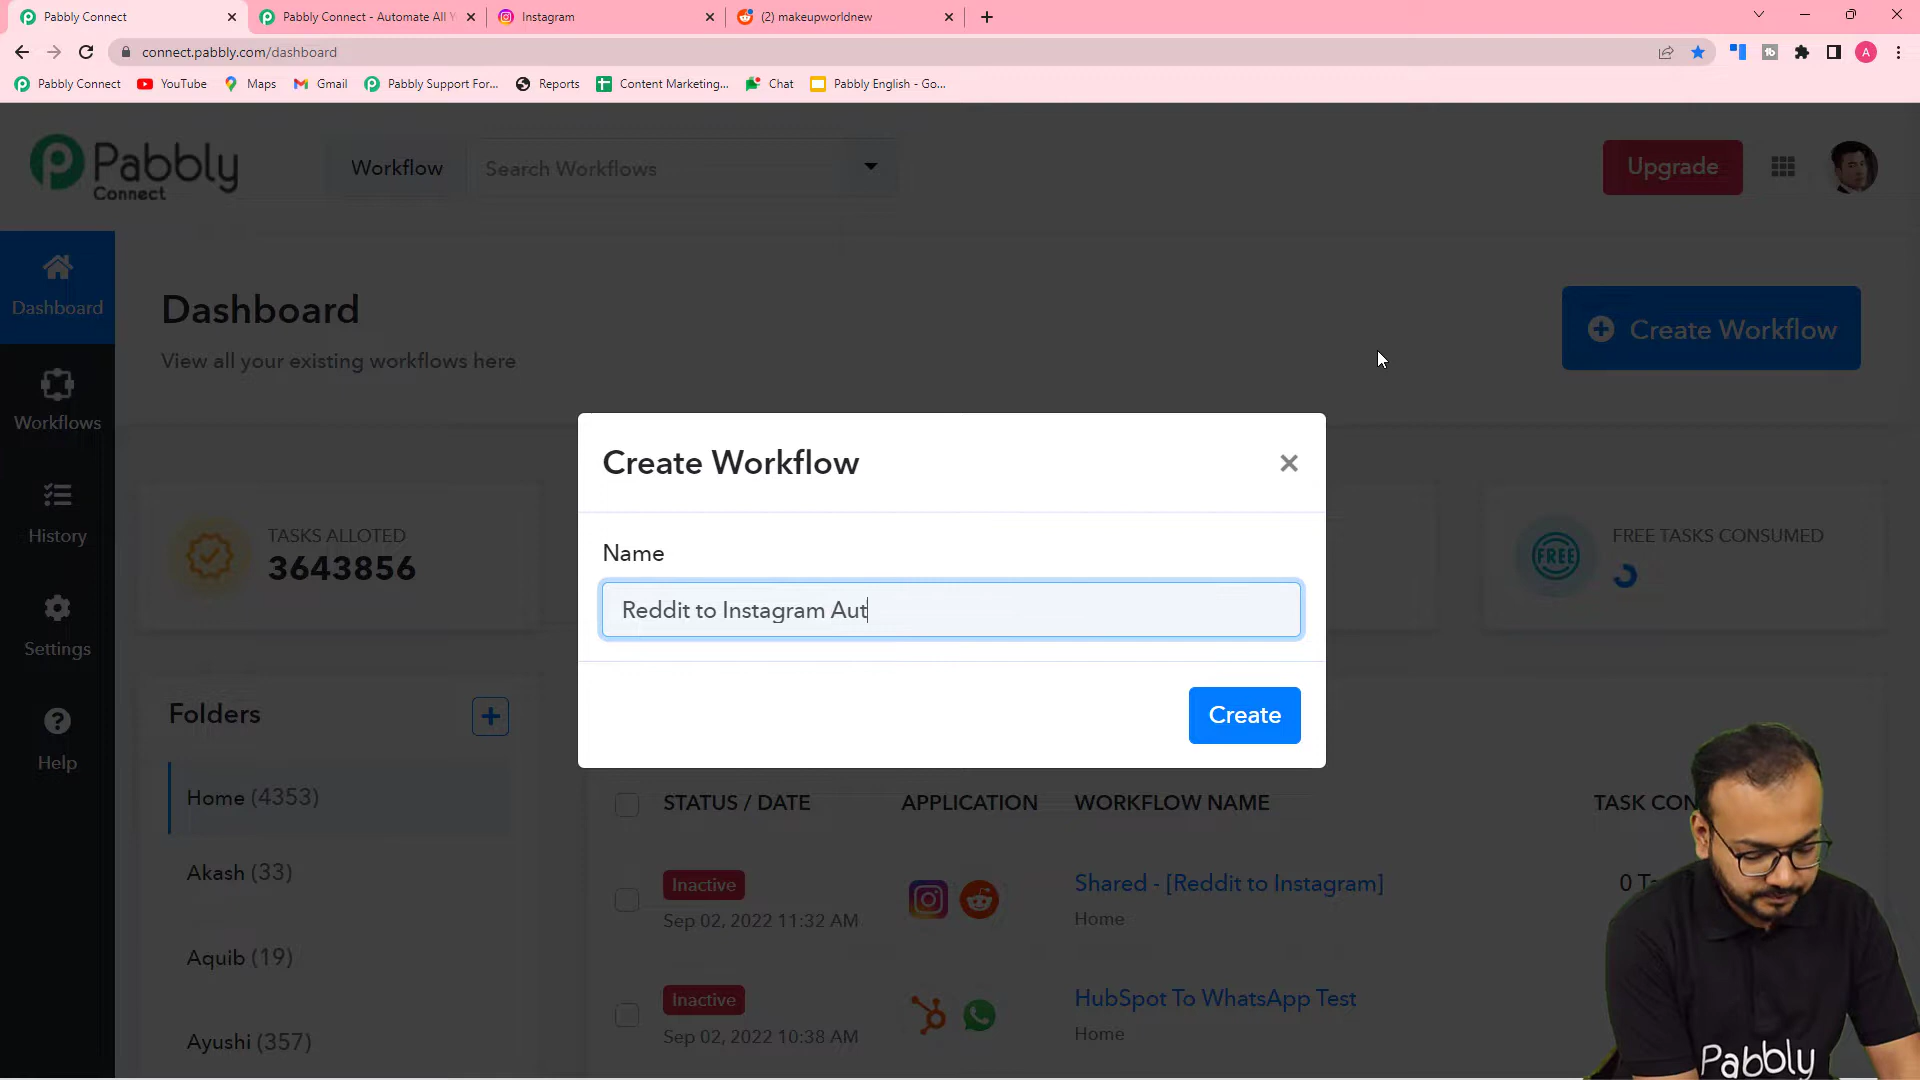 Pabbly Connect
Pabbly Connect - Automate All Y
Instagram
(2) makeupworldnew
connect.pabbly.com/dashboard
A
Pabbly Connect
YouTube
Maps
Gmail
Pabbly Support For...
Reports
Content Marketing...
Chat
Pabbly English - Go...
Pabbly
Connect
Workflow
Search Workflows
Upgrade
Dashboard
Workflows
History
Settings
Help
Dashboard
View all your existing workflows here
Create Workflow
TASKS ALLOTED
3643856
FREE
FREE TASKS CONSUMED
Create Workflow
Name
Reddit to Instagram Aut
Create
Folders
Home (4353)
Akash (33)
Aquib (19)
Ayushi (357)
STATUS / DATE
APPLICATION
WORKFLOW NAME
TASK CON
Inactive
Sep 02, 2022 11:32 AM
Shared - [Reddit to Instagram]
Home
0 Ta
Inactive
Sep 02, 2022 10:38 AM
HubSpot To WhatsApp Test
Home
Pabbly